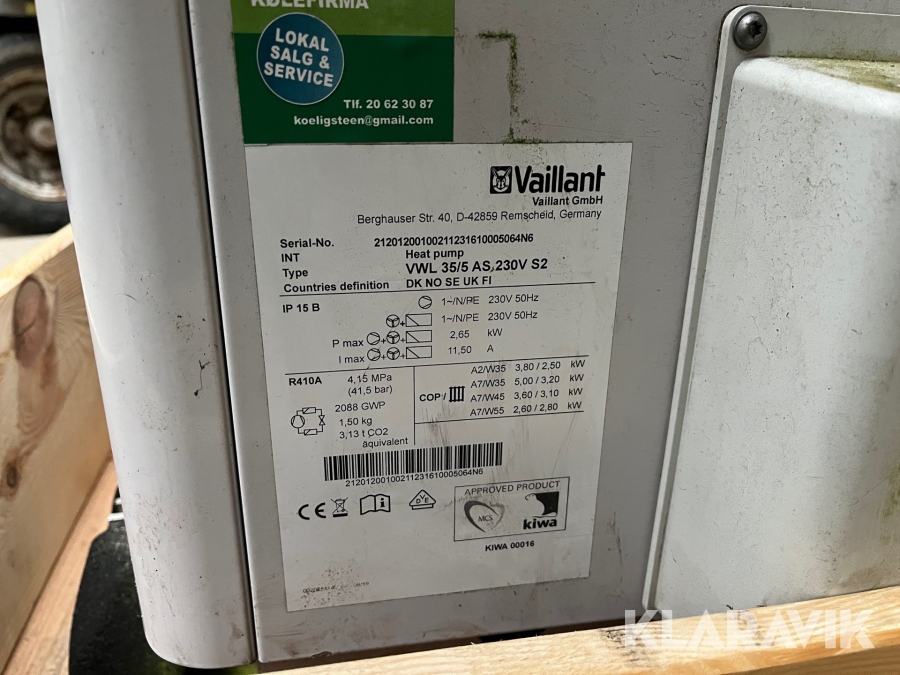 KØLEFIRMA
LOKAL
SALG &
SERVICE
Tlf. 20 62 30 87
koeligsteen@gmail.com
Vaillant
Vaillant GmbH
Berghauser Str. 40, D-42859 Remscheid, Germany
Serial-No. 21201200100211231610005064N6
INT Heat pump
Type VWL 35/5 AS 230V S2
Countries definition DK NO SE UK FI
IP 15 B 1~/N/PE 230V 50Hz
+ 1~/N/PE 230V 50Hz
P max + + 2,65 kW
I max + + 11,50 A
R410A 4,15 MPa
(41,5 bar)
2088 GWP
1,50 kg
3,13 t CO2
äquivalent
COP /
A2/W35 3,80 / 2,50 kW
A7/W35 5,00 / 3,20 kW
A7/W45 3,60 / 3,10 kW
A7/W55 2,60 / 2,80 kW
21201200100211231610005064N6
CE
i
VDE
APPROVED PRODUCT
MCS
kiwa
KIWA 00016
KLARAVIK